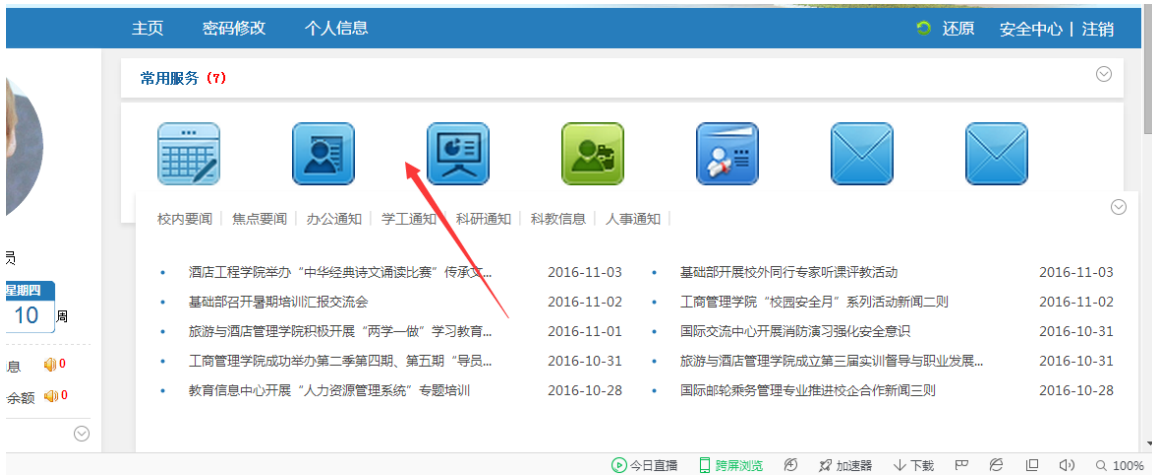 主页 密码修改 个人信息 还原 安全中心 | 注销
常用服务 (7)
校内要闻 | 焦点要闻 | 办公通知 | 学工通知 | 科研通知 | 科教信息 | 人事通知 |
• 酒店工程学院举办“中华经典诗文诵读比赛”传承文... 2016-11-03
• 基础部开展校外同行专家听课评教活动 2016-11-03
• 基础部召开暑期培训汇报交流会 2016-11-02
• 工商管理学院“校园安全月”系列活动新闻二则 2016-11-02
• 旅游与酒店管理学院积极开展“两学一做”学习教育... 2016-11-01
• 国际交流中心开展消防演习强化安全意识 2016-10-31
• 工商管理学院成功举办第二季第四期、第五期“导员... 2016-10-31
• 旅游与酒店管理学院成立第三届实训督导与职业发展... 2016-10-31
• 教育信息中心开展“人力资源管理系统”专题培训 2016-10-28
• 国际邮轮乘务管理专业推进校企合作新闻三则 2016-10-28
员
星期四
10 周
息 0
余额 0
今日直播 跨屏浏览 加速器 下载 100%